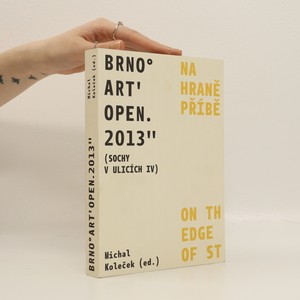 BRNO°
ART'
OPEN.
2013"
(SOCHY
V ULICÍCH IV)
Michal
Koleček (ed.)
NA
HRANĚ
PŘÍBĚ
ON TH
EDGE
OF ST
BRNO°ART'OPEN.2013"
Michal
Koleček (ed.)